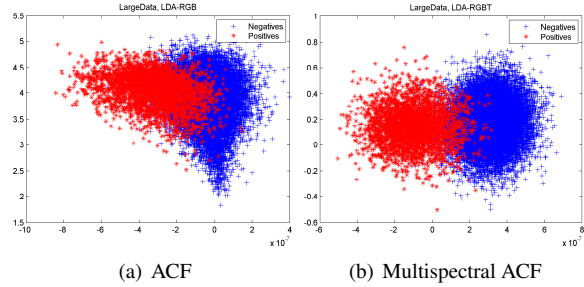 LargeData, LDA-RGB
Negatives
Positives
5.5
5
4.5
4
3.5
3
2.5
2
1.5
-10 -8 -6 -4 -2 0 2 4
x 10⁻⁷
(a) ACF
LargeData, LDA-RGBT
Negatives
Positives
1
0.8
0.6
0.4
0.2
0
-0.2
-0.4
-0.6
-6 -4 -2 0 2 4 6 8
x 10⁻⁷
(b) Multispectral ACF